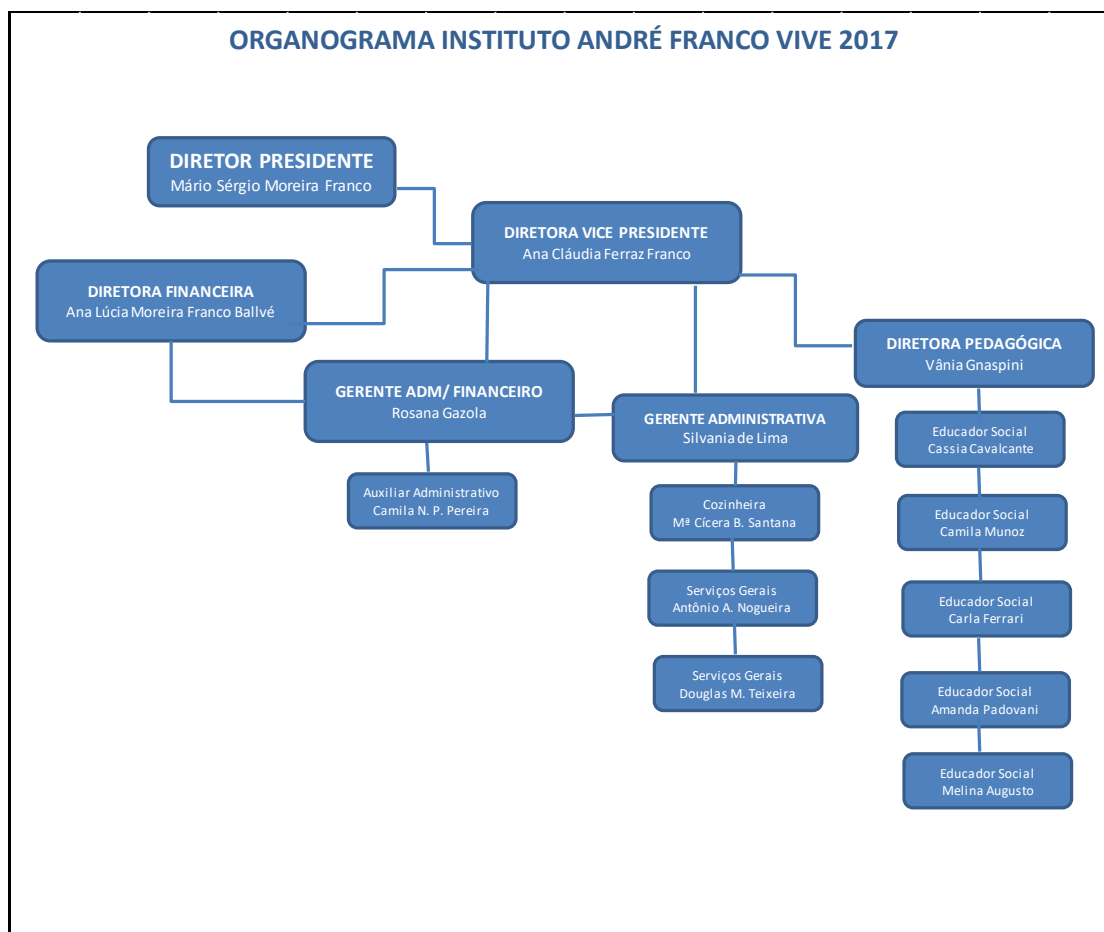 ORGANOGRAMA INSTITUTO ANDRÉ FRANCO VIVE 2017
DIRETOR PRESIDENTE
Mário Sérgio Moreira Franco
DIRETORA VICE PRESIDENTE
Ana Cláudia Ferraz Franco
DIRETORA FINANCEIRA
Ana Lúcia Moreira Franco Ballvé
DIRETORA PEDAGÓGICA
Vânia Gnaspini
GERENTE ADM/ FINANCEIRO
Rosana Gazola
GERENTE ADMINISTRATIVA
Silvania de Lima
Auxiliar Administrativo
Camila N. P. Pereira
Cozinheira
Mª Cícera B. Santana
Serviços Gerais
Antônio A. Nogueira
Serviços Gerais
Douglas M. Teixeira
Educador Social
Cassia Cavalcante
Educador Social
Camila Munoz
Educador Social
Carla Ferrari
Educador Social
Amanda Padovani
Educador Social
Melina Augusto